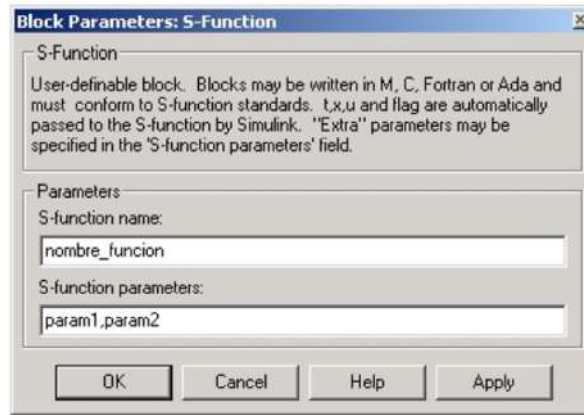 Block Parameters: S-Function
S-Function
User-definable block. Blocks may be written in M, C, Fortran or Ada and
must conform to S-function standards. t,x,u and flag are automatically
passed to the S-function by Simulink. "Extra" parameters may be
specified in the 'S-function parameters' field.
Parameters
S-function name:
nombre_funcion
S-function parameters:
param1,param2
OK Cancel Help Apply